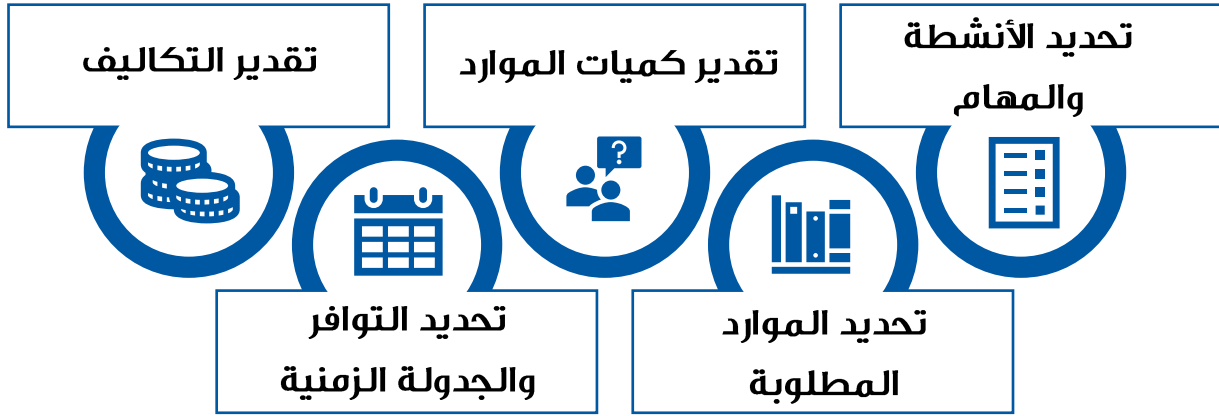 تحديد الأنشطة
والمهام
تحديد الموارد
المطلوبة
تقدير كميات الموارد
?
تحديد التوافر
والجدولة الزمنية
تقدير التكاليف